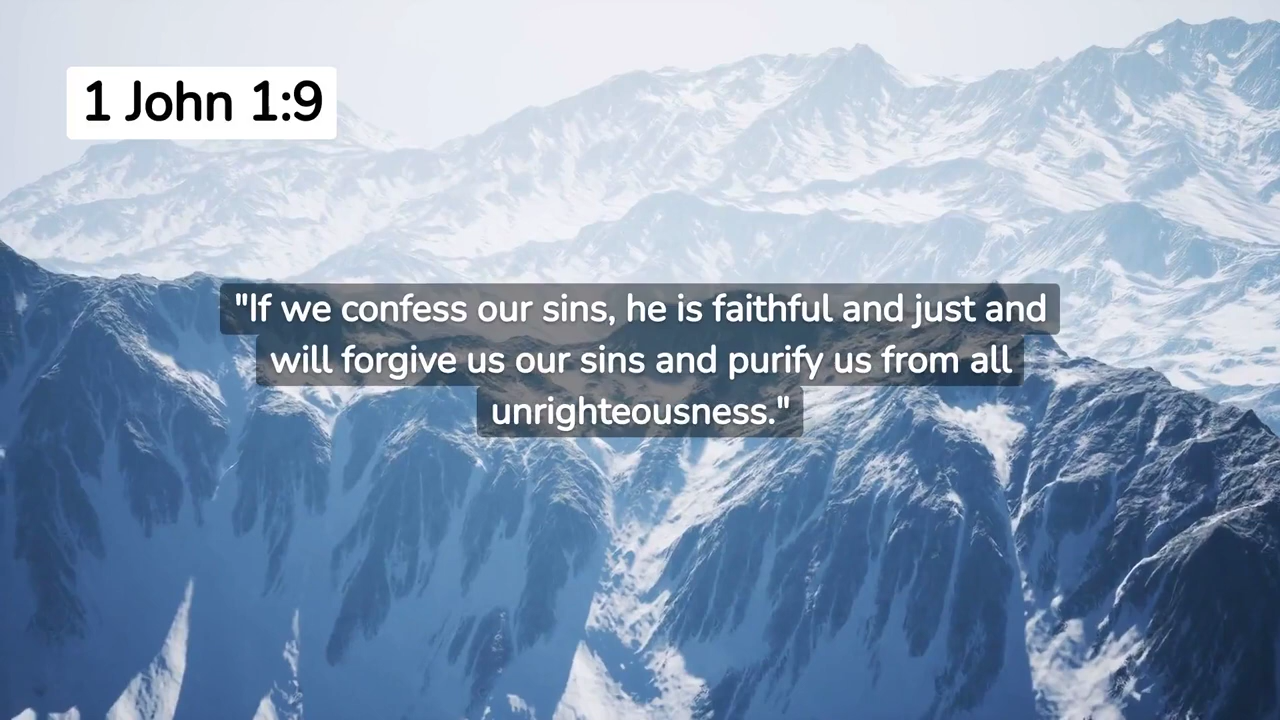 1 John 1:9
"If we confess our sins, he is faithful and just and
will forgive us our sins and purify us from all
unrighteousness."